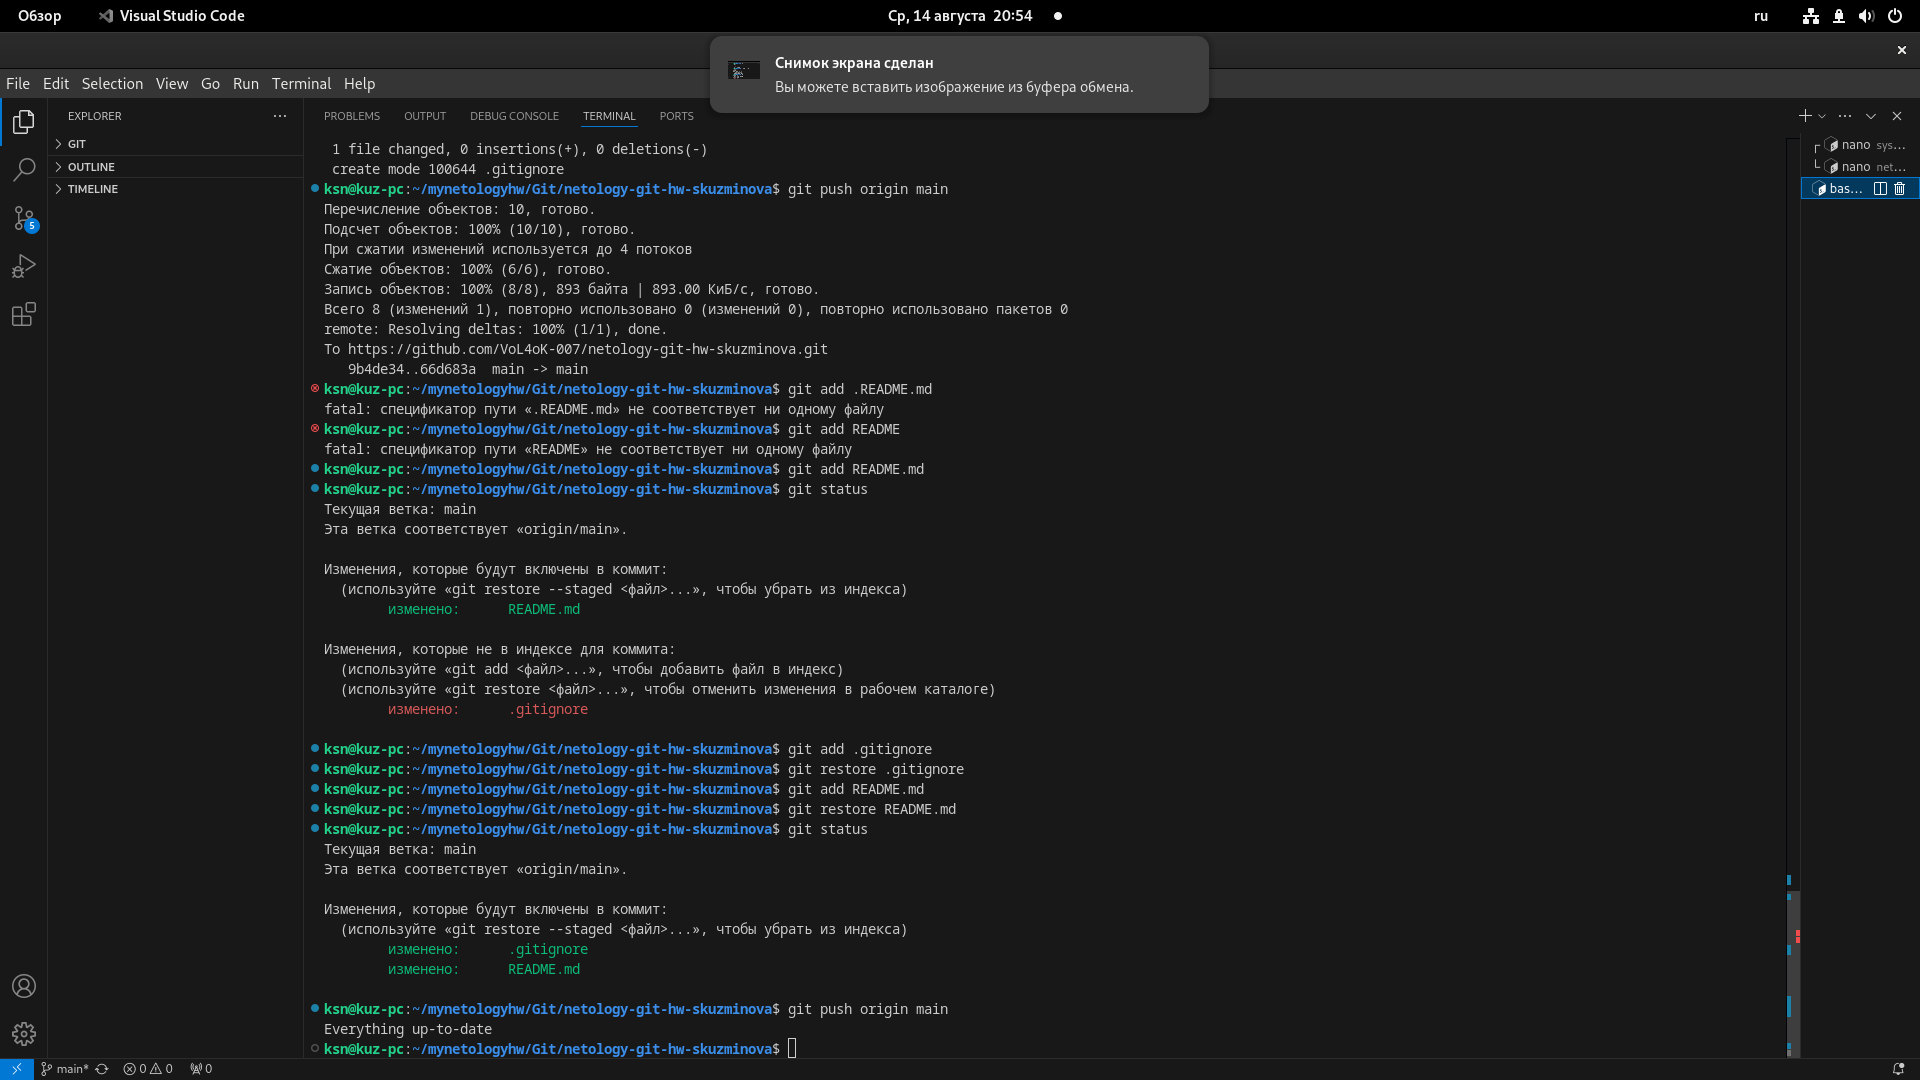 Обзор
Visual Studio Code
Ср, 14 августа 20:54
ru
Снимок экрана сделан
Вы можете вставить изображение из буфера обмена.
File Edit Selection View Go Run Terminal Help
EXPLORER
GIT
OUTLINE
TIMELINE
5
PROBLEMS OUTPUT DEBUG CONSOLE TERMINAL PORTS
nano sys...
nano net...
bas...
1 file changed, 0 insertions(+), 0 deletions(-)
create mode 100644 .gitignore
ksn@kuz-pc:~/mynetologyhw/Git/netology-git-hw-skuzminova$ git push origin main
Перечисление объектов: 10, готово.
Подсчет объектов: 100% (10/10), готово.
При сжатии изменений используется до 4 потоков
Сжатие объектов: 100% (6/6), готово.
Запись объектов: 100% (8/8), 893 байта | 893.00 КиБ/с, готово.
Всего 8 (изменений 1), повторно использовано 0 (изменений 0), повторно использовано пакетов 0
remote: Resolving deltas: 100% (1/1), done.
To https://github.com/VoL4oK-007/netology-git-hw-skuzminova.git
9b4de34..66d683a main -> main
ksn@kuz-pc:~/mynetologyhw/Git/netology-git-hw-skuzminova$ git add .README.md
fatal: спецификатор пути «.README.md» не соответствует ни одному файлу
ksn@kuz-pc:~/mynetologyhw/Git/netology-git-hw-skuzminova$ git add README
fatal: спецификатор пути «README» не соответствует ни одному файлу
ksn@kuz-pc:~/mynetologyhw/Git/netology-git-hw-skuzminova$ git add README.md
ksn@kuz-pc:~/mynetologyhw/Git/netology-git-hw-skuzminova$ git status
Текущая ветка: main
Эта ветка соответствует «origin/main».
Изменения, которые будут включены в коммит:
(используйте «git restore --staged <файл>...», чтобы убрать из индекса)
изменено: README.md
Изменения, которые не в индексе для коммита:
(используйте «git add <файл>...», чтобы добавить файл в индекс)
(используйте «git restore <файл>...», чтобы отменить изменения в рабочем каталоге)
изменено: .gitignore
ksn@kuz-pc:~/mynetologyhw/Git/netology-git-hw-skuzminova$ git add .gitignore
ksn@kuz-pc:~/mynetologyhw/Git/netology-git-hw-skuzminova$ git restore .gitignore
ksn@kuz-pc:~/mynetologyhw/Git/netology-git-hw-skuzminova$ git add README.md
ksn@kuz-pc:~/mynetologyhw/Git/netology-git-hw-skuzminova$ git restore README.md
ksn@kuz-pc:~/mynetologyhw/Git/netology-git-hw-skuzminova$ git status
Текущая ветка: main
Эта ветка соответствует «origin/main».
Изменения, которые будут включены в коммит:
(используйте «git restore --staged <файл>...», чтобы убрать из индекса)
изменено: .gitignore
изменено: README.md
ksn@kuz-pc:~/mynetologyhw/Git/netology-git-hw-skuzminova$ git push origin main
Everything up-to-date
ksn@kuz-pc:~/mynetologyhw/Git/netology-git-hw-skuzminova$
main* 0 0 0